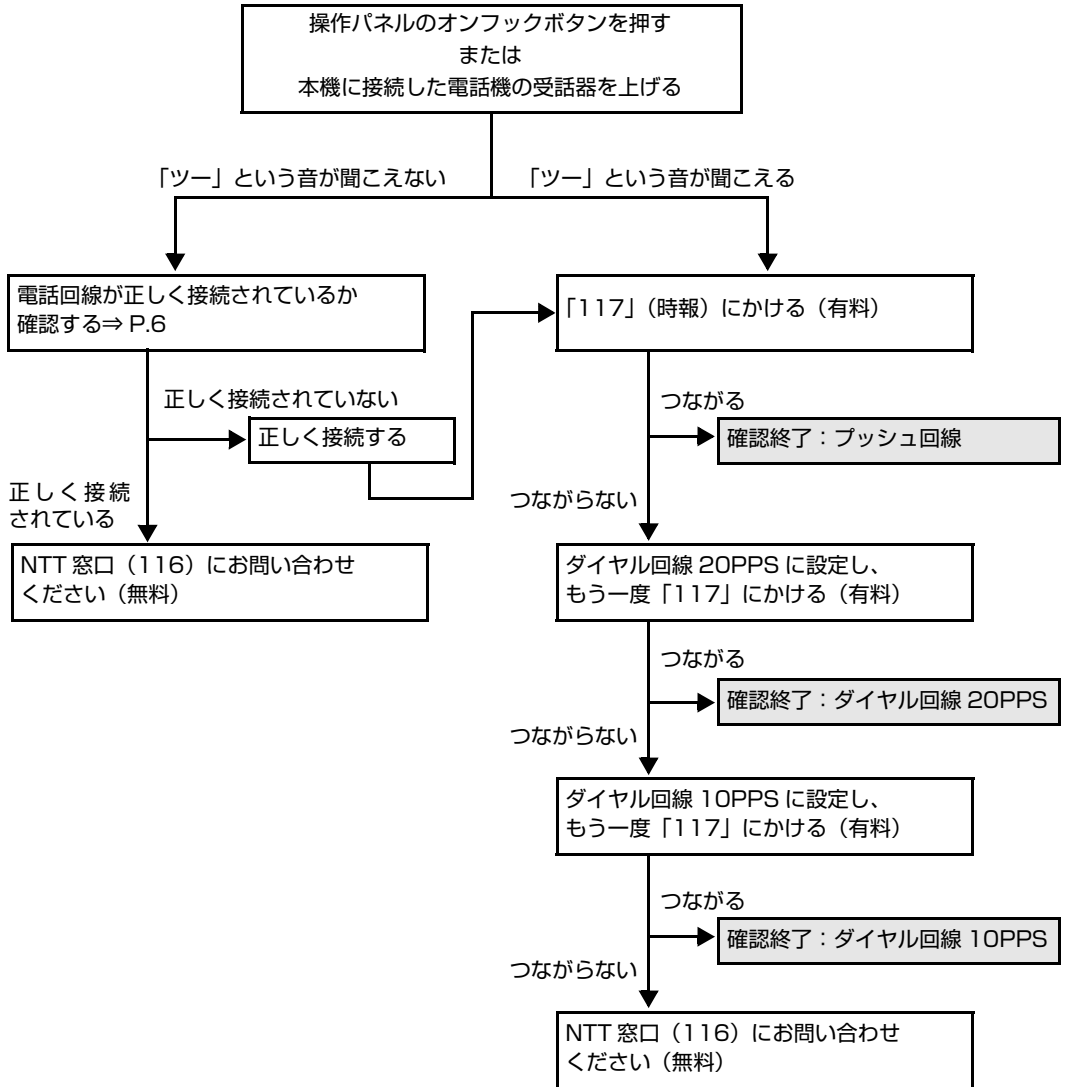 操作パネルのオンフックボタンを押す
または
本機に接続した電話機の受話器を上げる
「ツー」という音が聞こえない
「ツー」という音が聞こえる
電話回線が正しく接続されているか
確認する⇒ P.6
正しく接続されていない
正しく接続する
正しく接続
されている
NTT 窓口（116）にお問い合わせ
ください（無料）
「117」（時報）にかける（有料）
つながる
確認終了：プッシュ回線
つながらない
ダイヤル回線 20PPS に設定し、
もう一度「117」にかける（有料）
つながる
確認終了：ダイヤル回線 20PPS
つながらない
ダイヤル回線 10PPS に設定し、
もう一度「117」にかける（有料）
つながる
確認終了：ダイヤル回線 10PPS
つながらない
NTT 窓口（116）にお問い合わせ
ください（無料）